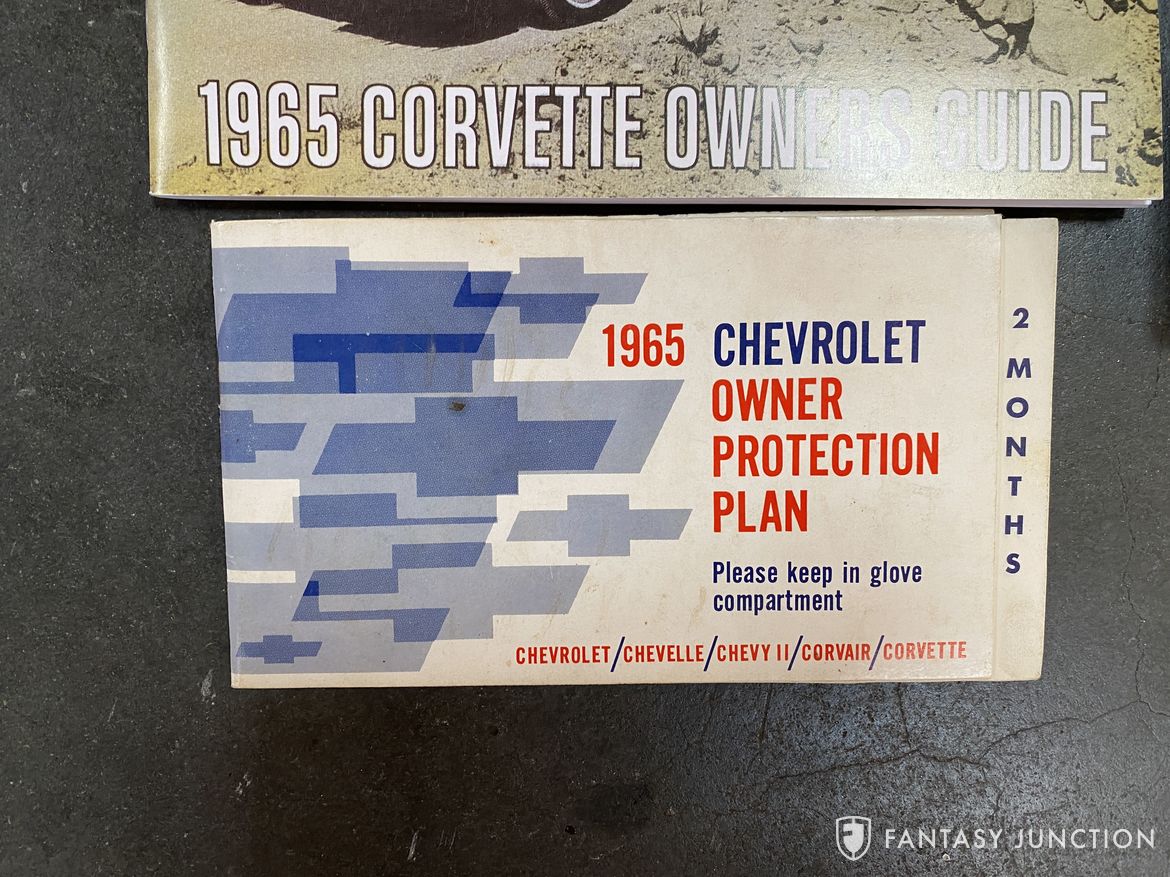 1965 CORVETTE OWNERS GUIDE
1965 CHEVROLET
OWNER
PROTECTION
PLAN
Please keep in glove
compartment
CHEVROLET/CHEVELLE/CHEVY II/CORVAIR/CORVETTE
2 MONTHS
FANTASY JUNCTION